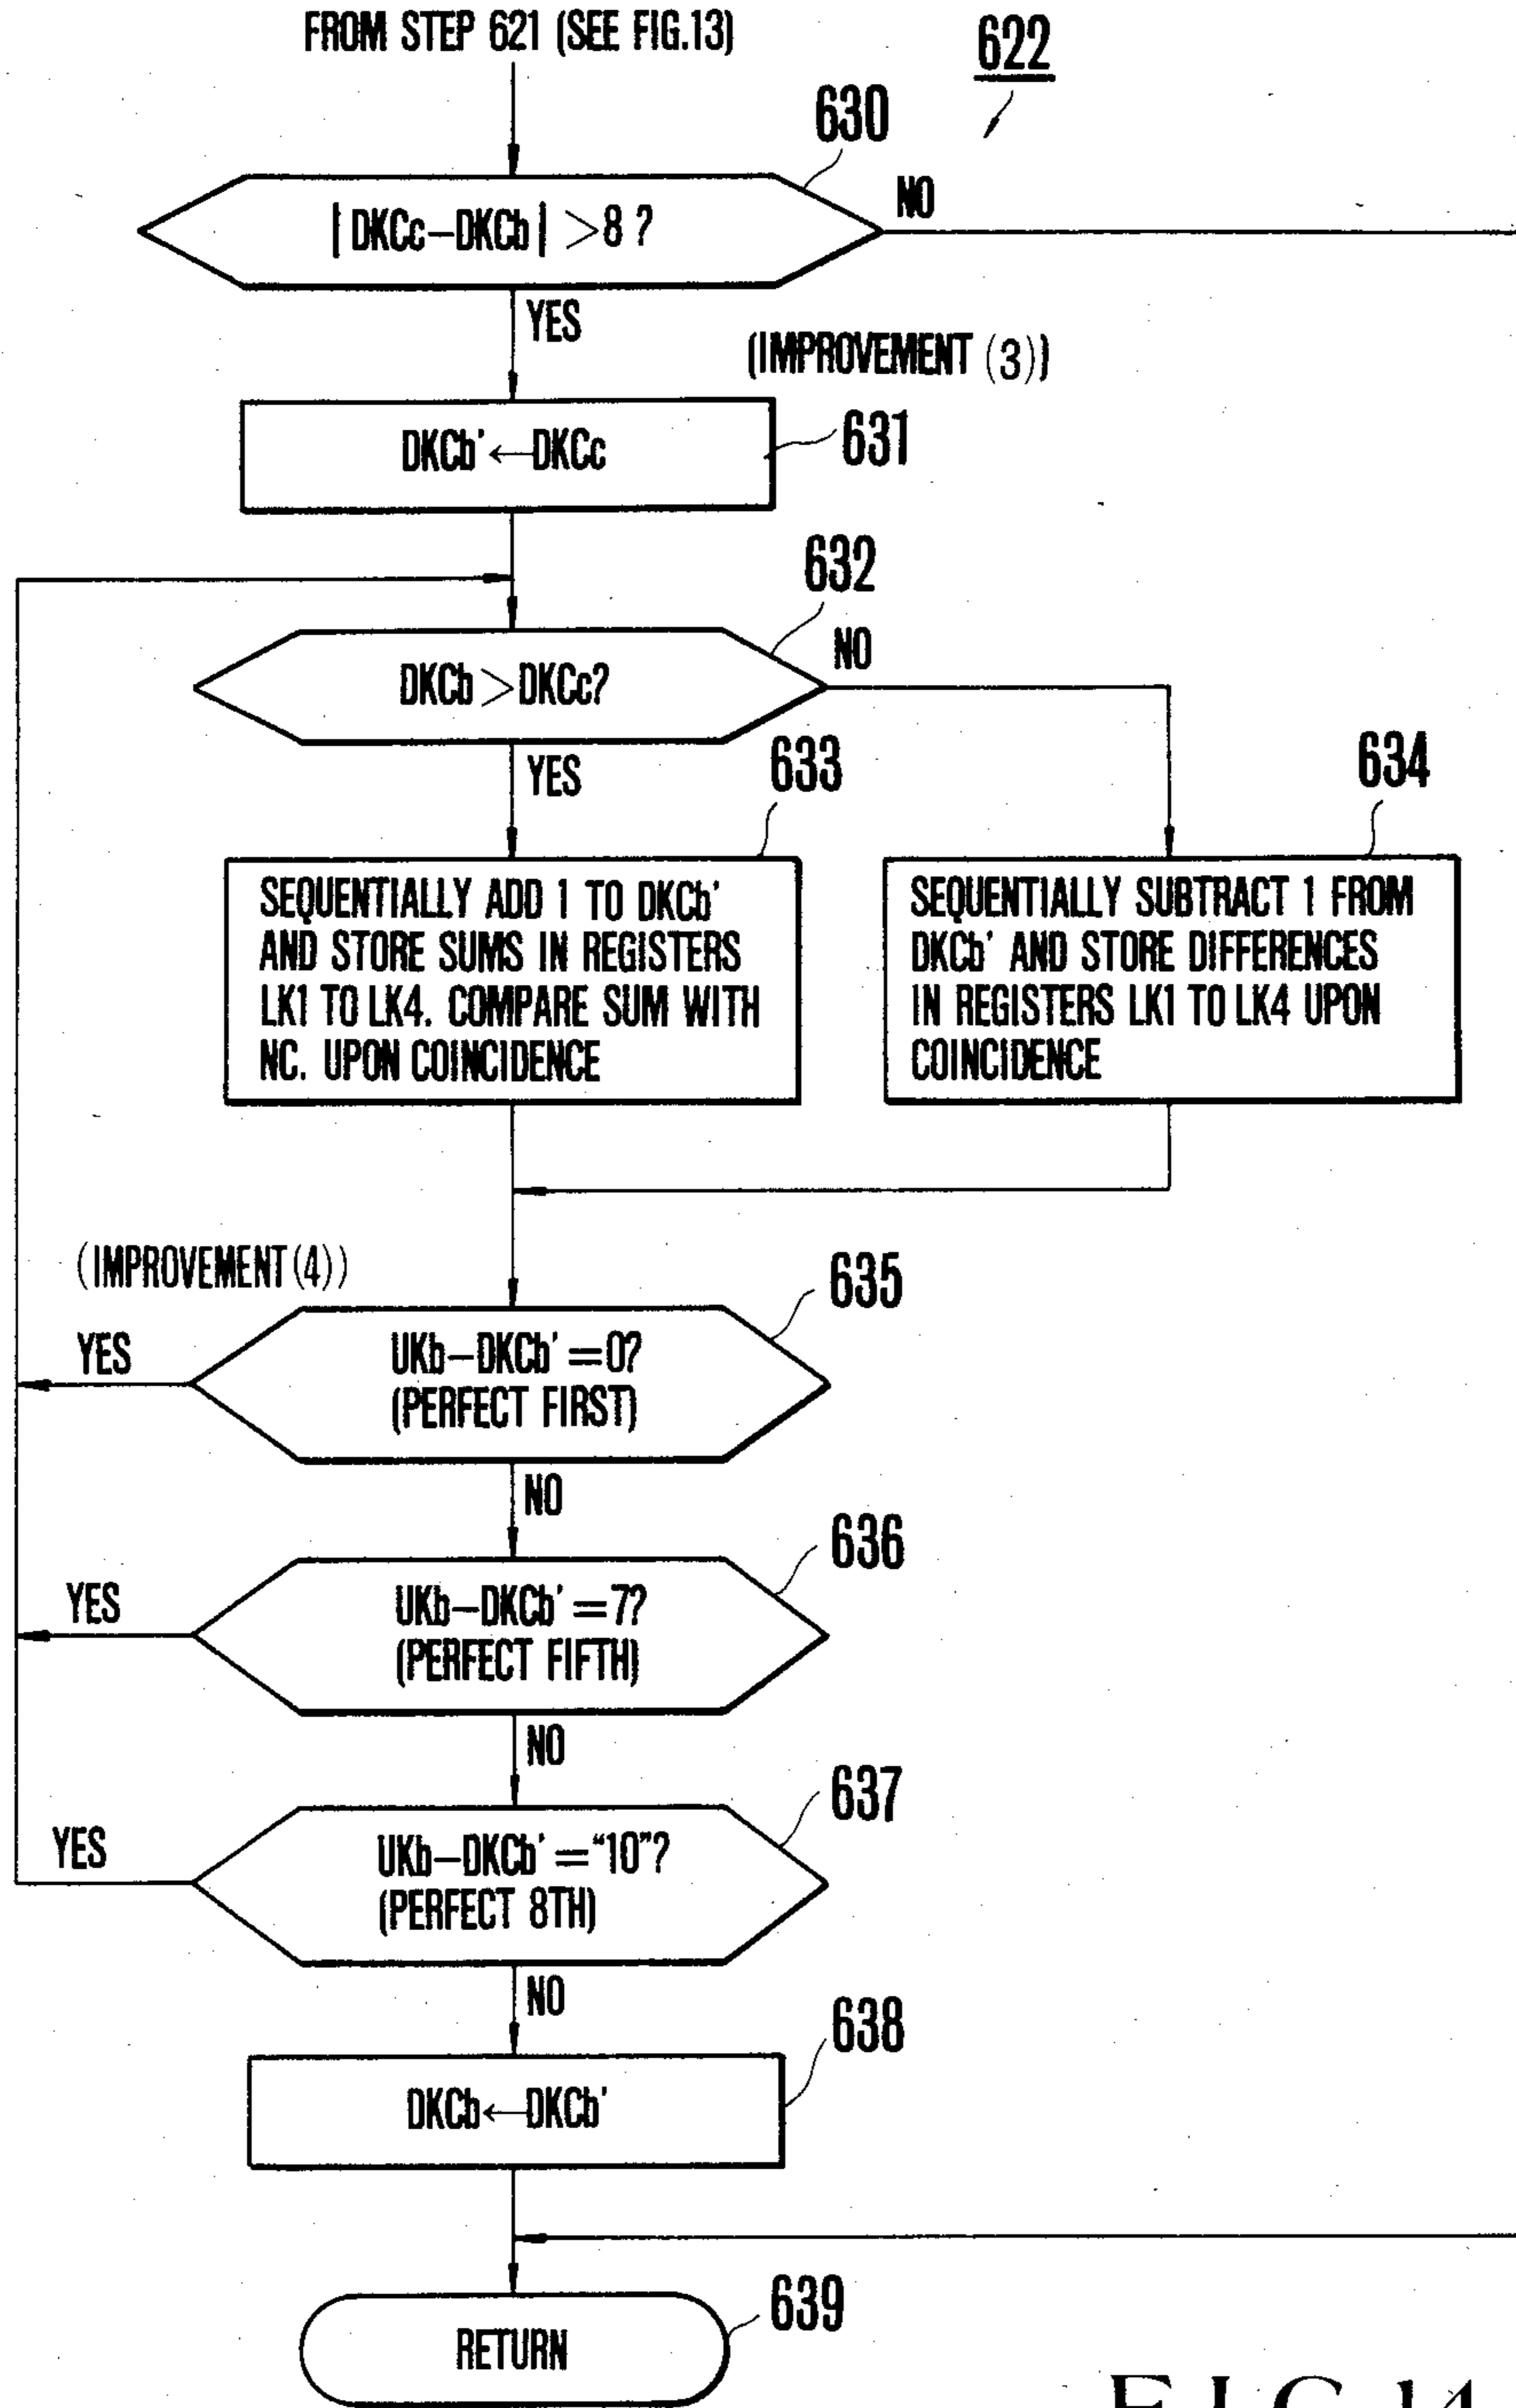 FROM STEP 621 (SEE FIG.13)
622
630
|DKCc–DKCb| >8 ?
NO
YES
(IMPROVEMENT (3))
DKCb' ← DKCc
631
632
DKCb > DKCc?
NO
YES
633
634
SEQUENTIALLY ADD 1 TO DKCb'
AND STORE SUMS IN REGISTERS
LK1 TO LK4. COMPARE SUM WITH
NC. UPON COINCIDENCE
SEQUENTIALLY SUBTRACT 1 FROM
DKCb' AND STORE DIFFERENCES
IN REGISTERS LK1 TO LK4 UPON
COINCIDENCE
(IMPROVEMENT (4))
635
YES
UKb–DKCb' =0?
(PERFECT FIRST)
NO
636
YES
UKb–DKCb' =7?
(PERFECT FIFTH)
NO
637
YES
UKb–DKCb' =“10”?
(PERFECT 8TH)
NO
638
DKCb ← DKCb'
639
RETURN
FIG.14